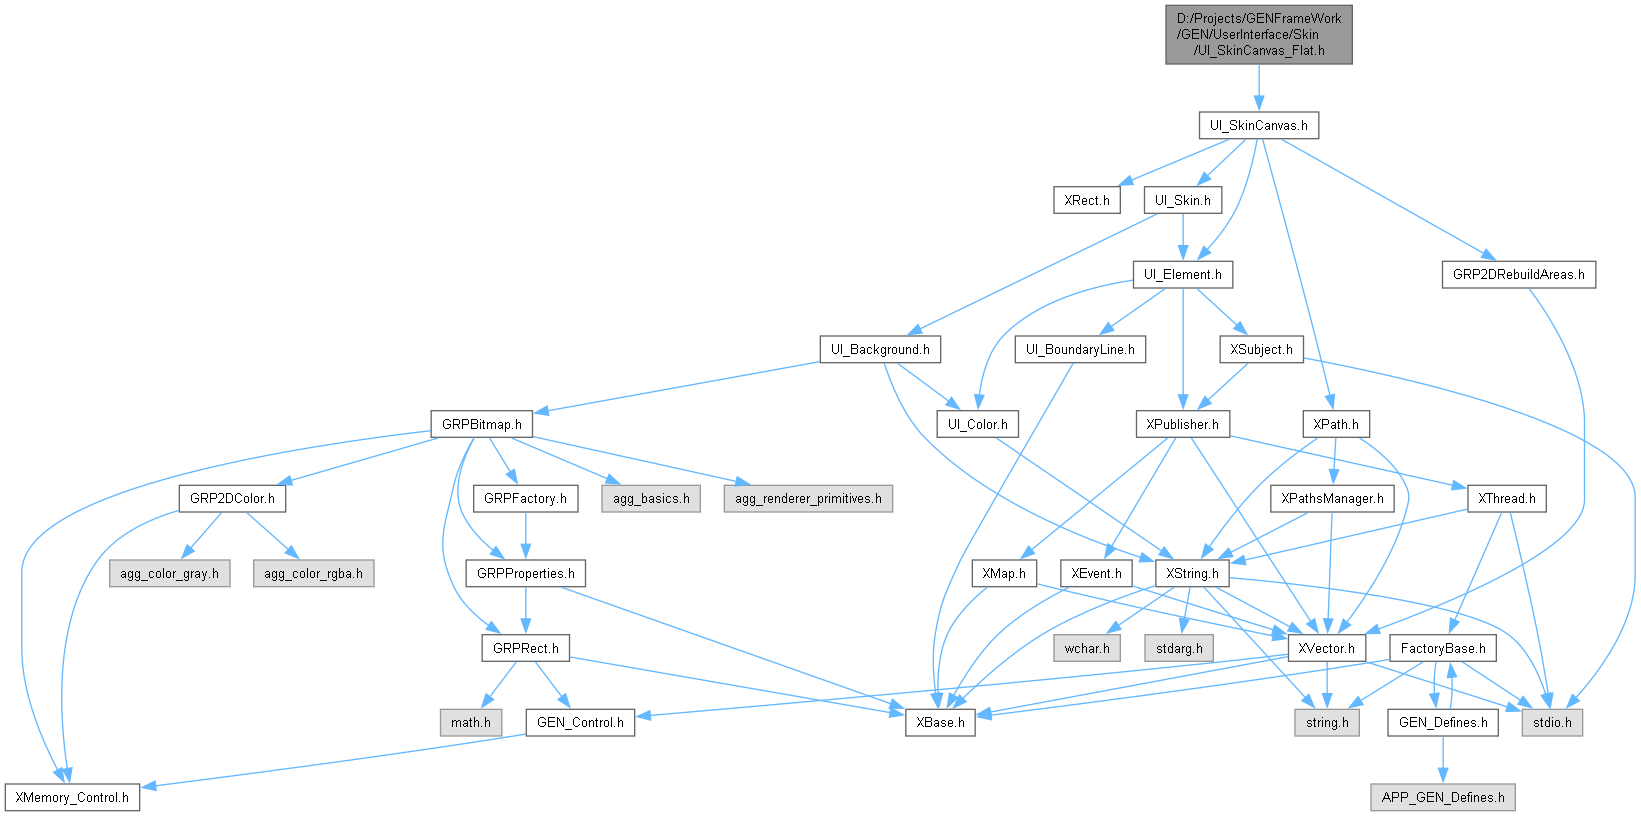 D:/Projects/GENFrameWork
/GEN/UserInterface/Skin
/UI_SkinCanvas_Flat.h
UI_SkinCanvas.h
XRect.h
UI_Skin.h
UI_Element.h
GRP2DRebuildAreas.h
UI_Background.h
UI_BoundaryLine.h
XSubject.h
GRPBitmap.h
UI_Color.h
XPublisher.h
XPath.h
GRP2DColor.h
GRPFactory.h
agg_basics.h
agg_renderer_primitives.h
XPathsManager.h
XThread.h
agg_color_gray.h
agg_color_rgba.h
GRPProperties.h
XMap.h
XEvent.h
XString.h
GRPRect.h
wchar.h
stdarg.h
XVector.h
FactoryBase.h
math.h
GEN_Control.h
XBase.h
string.h
GEN_Defines.h
stdio.h
XMemory_Control.h
APP_GEN_Defines.h